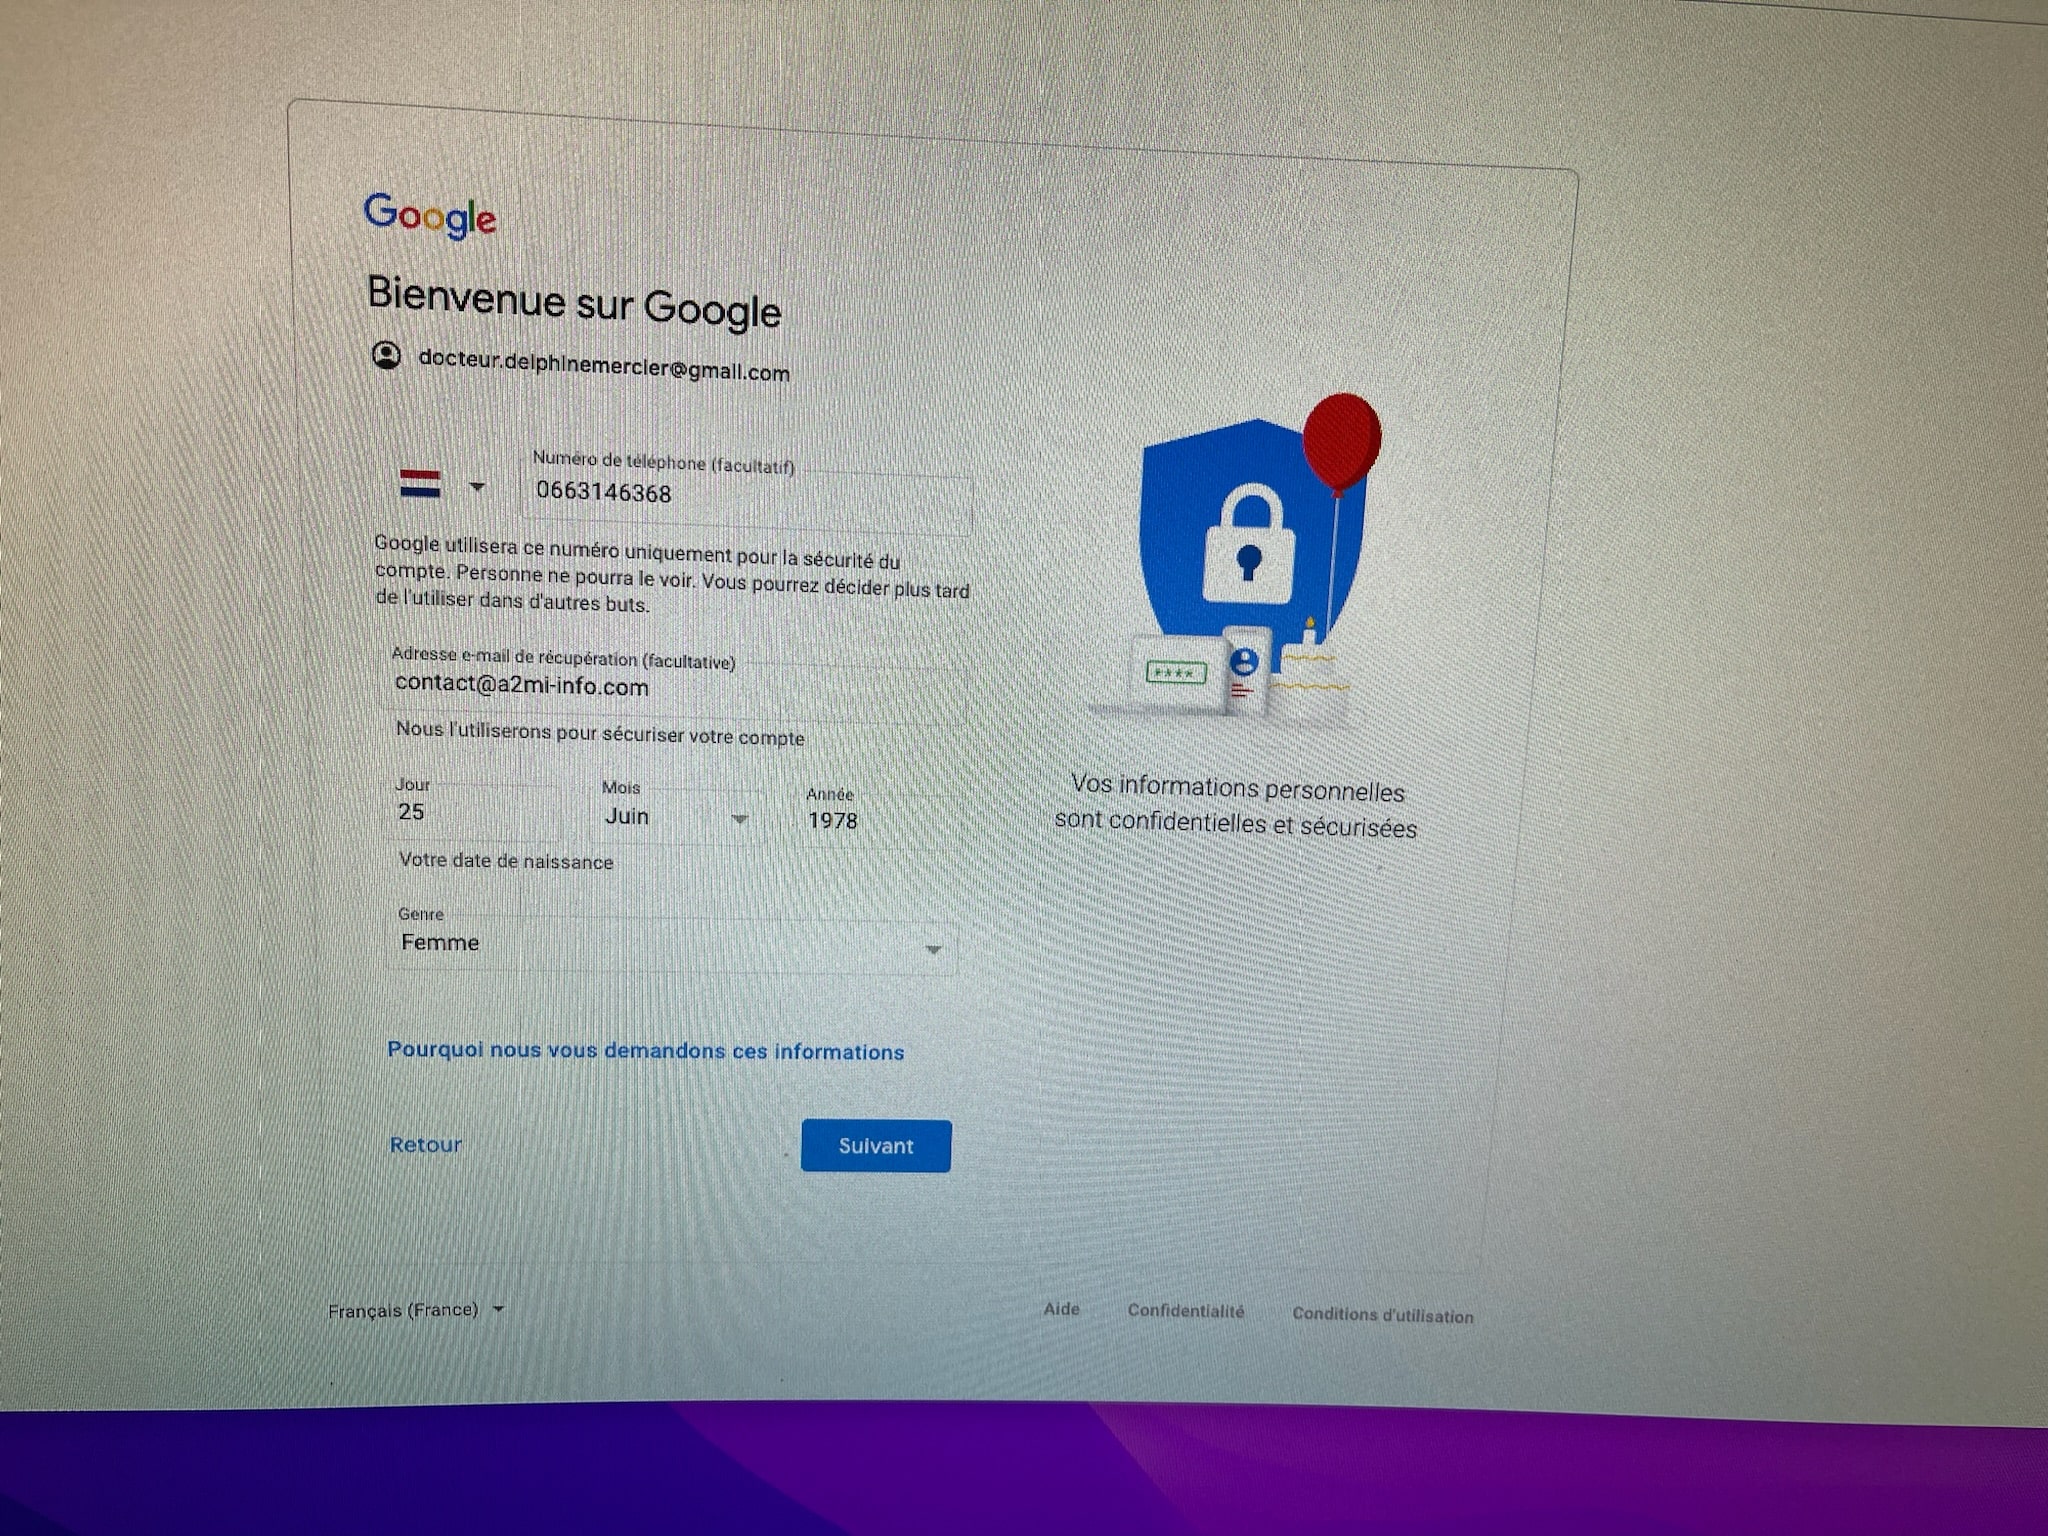 Google
Bienvenue sur Google
docteur.delphinemercier@gmail.com
Numéro de téléphone (facultatif)
0663146368
Google utilisera ce numéro uniquement pour la sécurité du
compte. Personne ne pourra le voir. Vous pourrez décider plus tard
de l'utiliser dans d'autres buts.
Adresse e-mail de récupération (facultative)
contact@a2mi-info.com
Nous l'utiliserons pour sécuriser votre compte
Jour
Mois
Année
25
Juin
1978
Votre date de naissance
Genre
Femme
Pourquoi nous vous demandons ces informations
Retour
Suivant
****
Vos informations personnelles
sont confidentielles et sécurisées
Français (France)
Aide
Confidentialité
Conditions d'utilisation